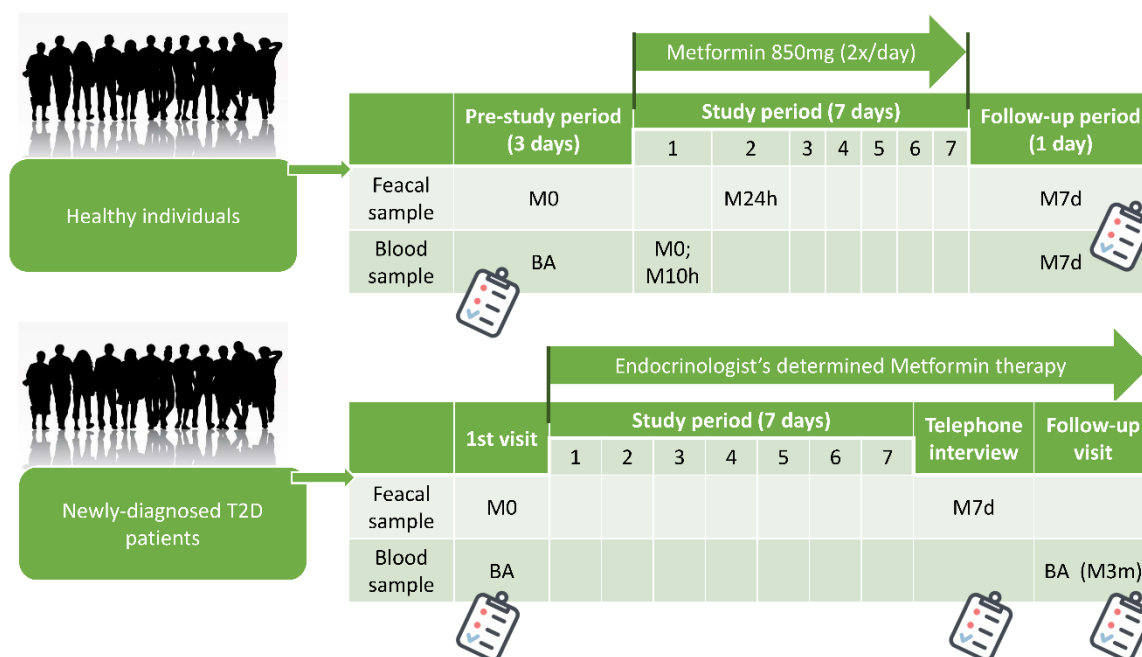 Metformin 850mg (2x/day)
Pre-study period
(3 days)
Study period (7 days)
Follow-up period
(1 day)
1 2 3 4 5 6 7
Healthy individuals
Feacal
sample
M0
M24h
M7d
Blood
sample
BA
M0;
M10h
M7d
Endocrinologist's determined Metformin therapy
1st visit
Study period (7 days)
Telephone
interview
Follow-up
visit
1 2 3 4 5 6 7
Newly-diagnosed T2D
patients
Feacal
sample
M0
M7d
Blood
sample
BA
BA (M3m)